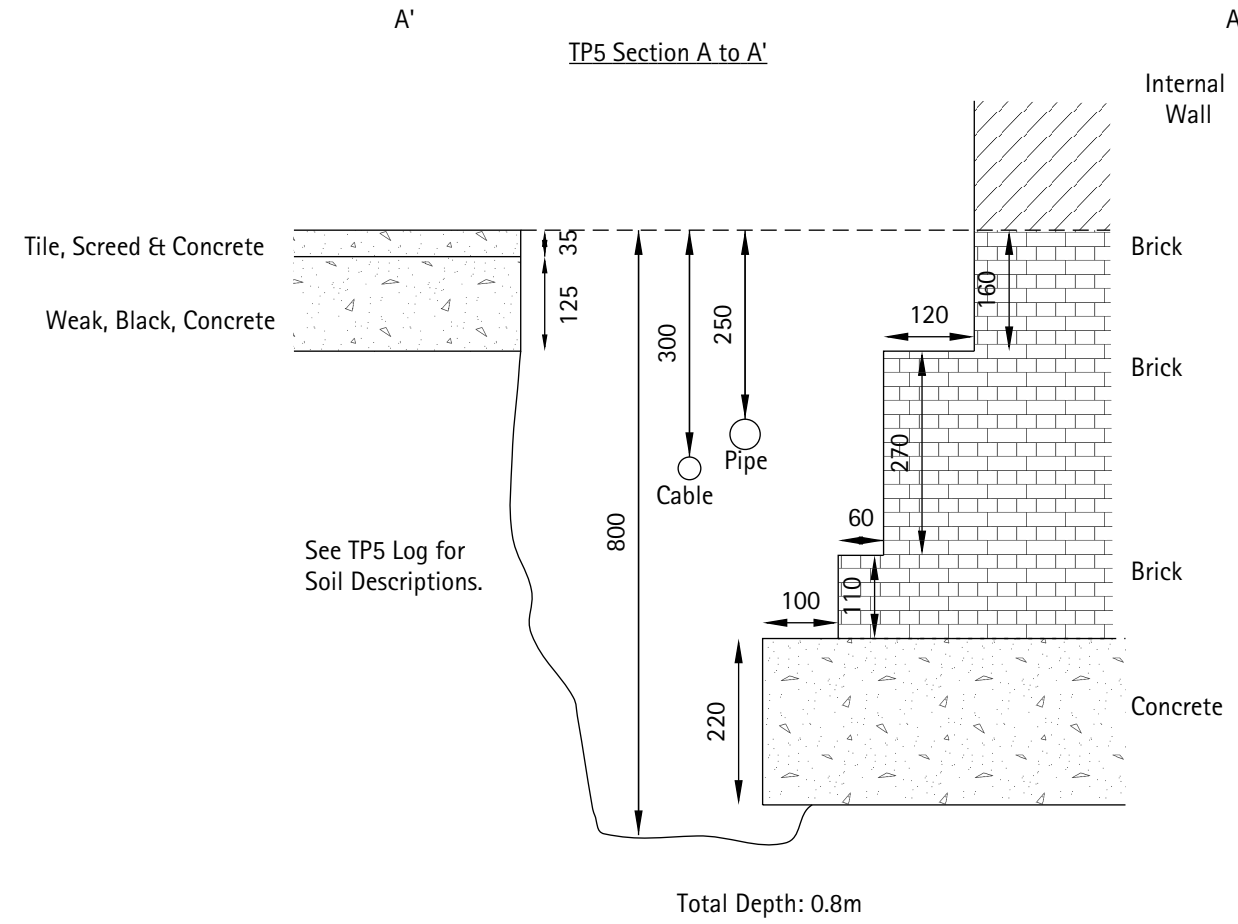 A'
A
TP5 Section A to A'
Internal
Wall
Tile, Screed & Concrete
35
Brick
160
125
Weak, Black, Concrete
300
250
120
Brick
270
Pipe
Cable
800
60
See TP5 Log for
Soil Descriptions.
Brick
110
100
220
Concrete
Total Depth: 0.8m